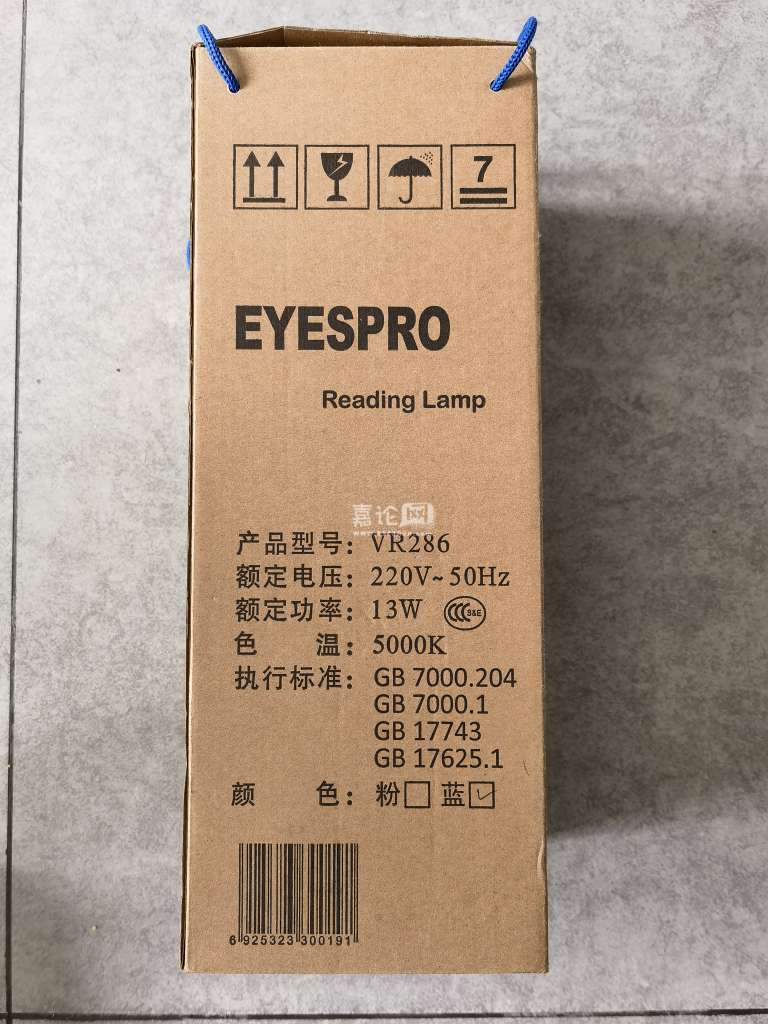 7
EYESPRO
Reading Lamp
嘉论网
产品型号：VR286
额定电压：220V~50Hz
额定功率：13W CCC S&E
色 温：5000K
执行标准：GB 7000.204
GB 7000.1
GB 17743
GB 17625.1
颜 色：粉☐ 蓝☑
6 925323 300191